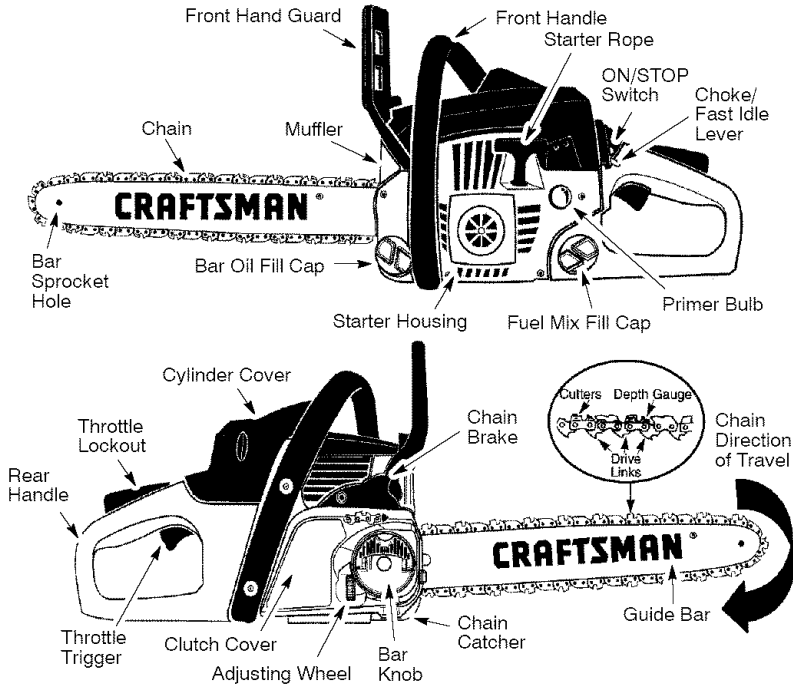 Front Hand Guard
Front Handle
Starter Rope
ON/STOP
Switch
Choke/
Fast Idle
Lever
Chain
Muffler
CRAFTSMAN
Bar
Sprocket
Hole
Bar Oil Fill Cap
Starter Housing
Fuel Mix Fill Cap
Primer Bulb
Cylinder Cover
Throttle
Lockout
Rear
Handle
Chain
Brake
Cutters
Depth Gauge
Drive
Links
Chain
Direction
of Travel
CRAFTSMAN
Throttle
Trigger
Clutch Cover
Adjusting Wheel
Bar
Knob
Chain
Catcher
Guide Bar